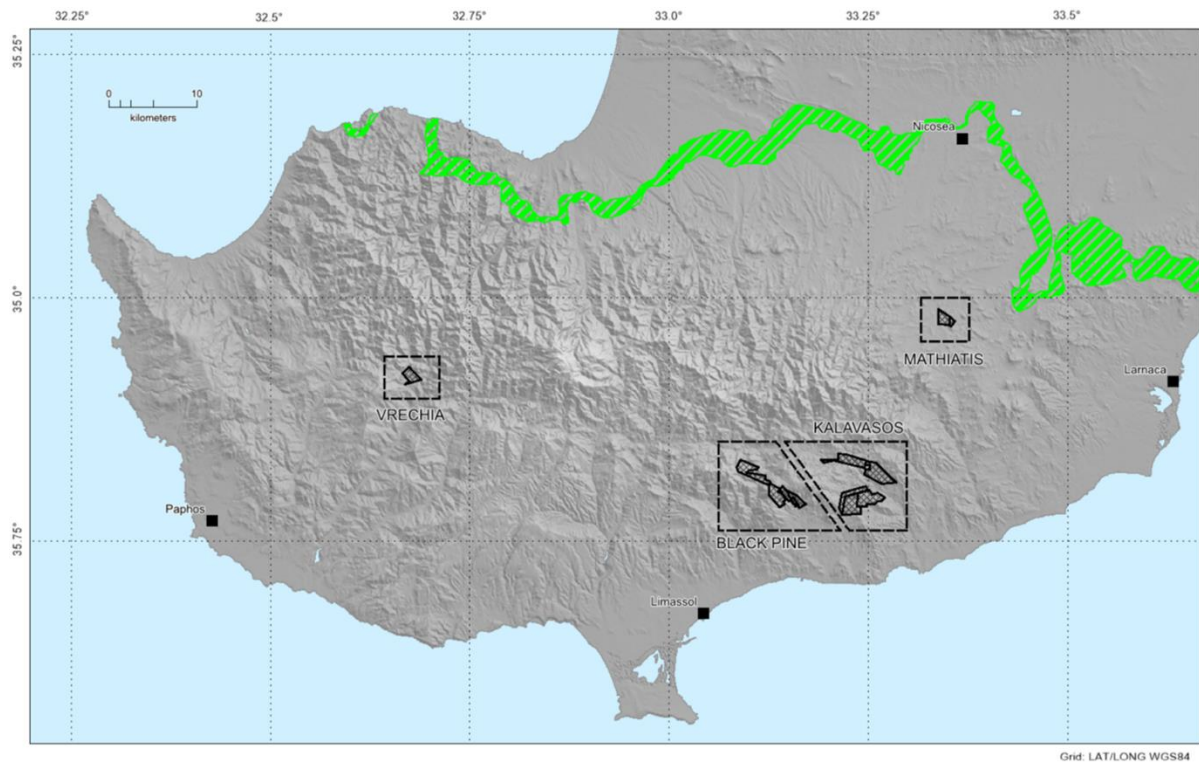 32.25° 32.5° 32.75° 33.0° 33.25° 33.5°
35.25°
0 10
kilometers
Nicosea
35.0°
MATHIATIS
Larnaca
VRECHIA
KALAVASOS
Paphos
35.75°
BLACK PINE
Limassol
Grid: LAT/LONG WGS84